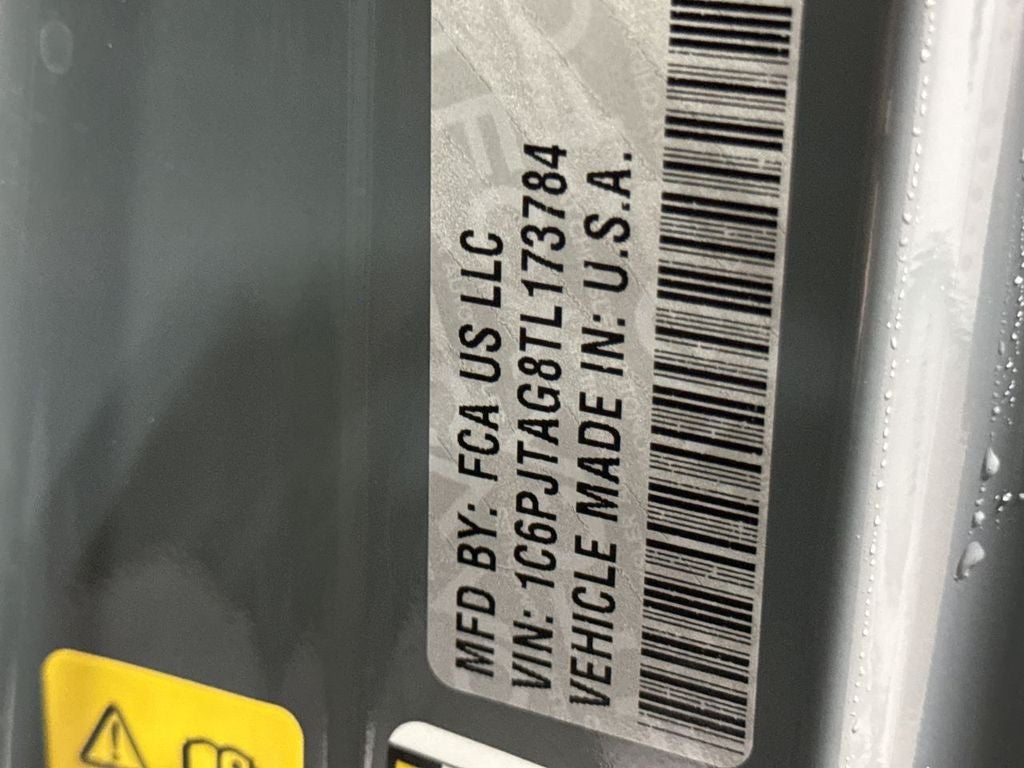 MFD BY: FCA US LLC
VIN: 1C6PJTAG8TL173784
VEHICLE MADE IN: U.S.A.